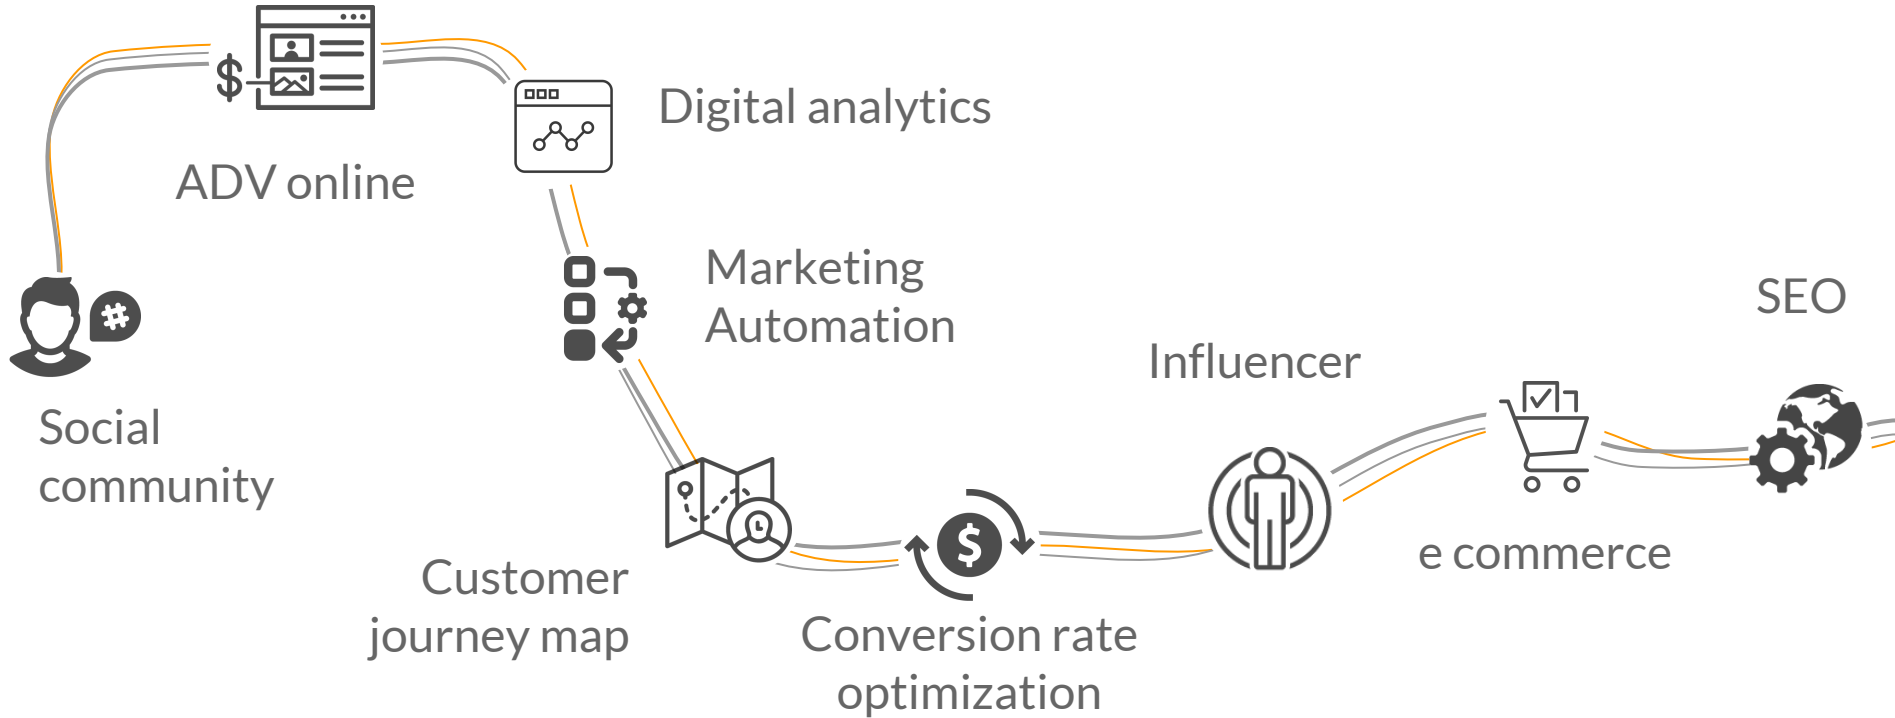 Social
community
ADV online
Digital analytics
Marketing
Automation
Customer
journey map
Conversion rate
optimization
Influencer
e commerce
SEO